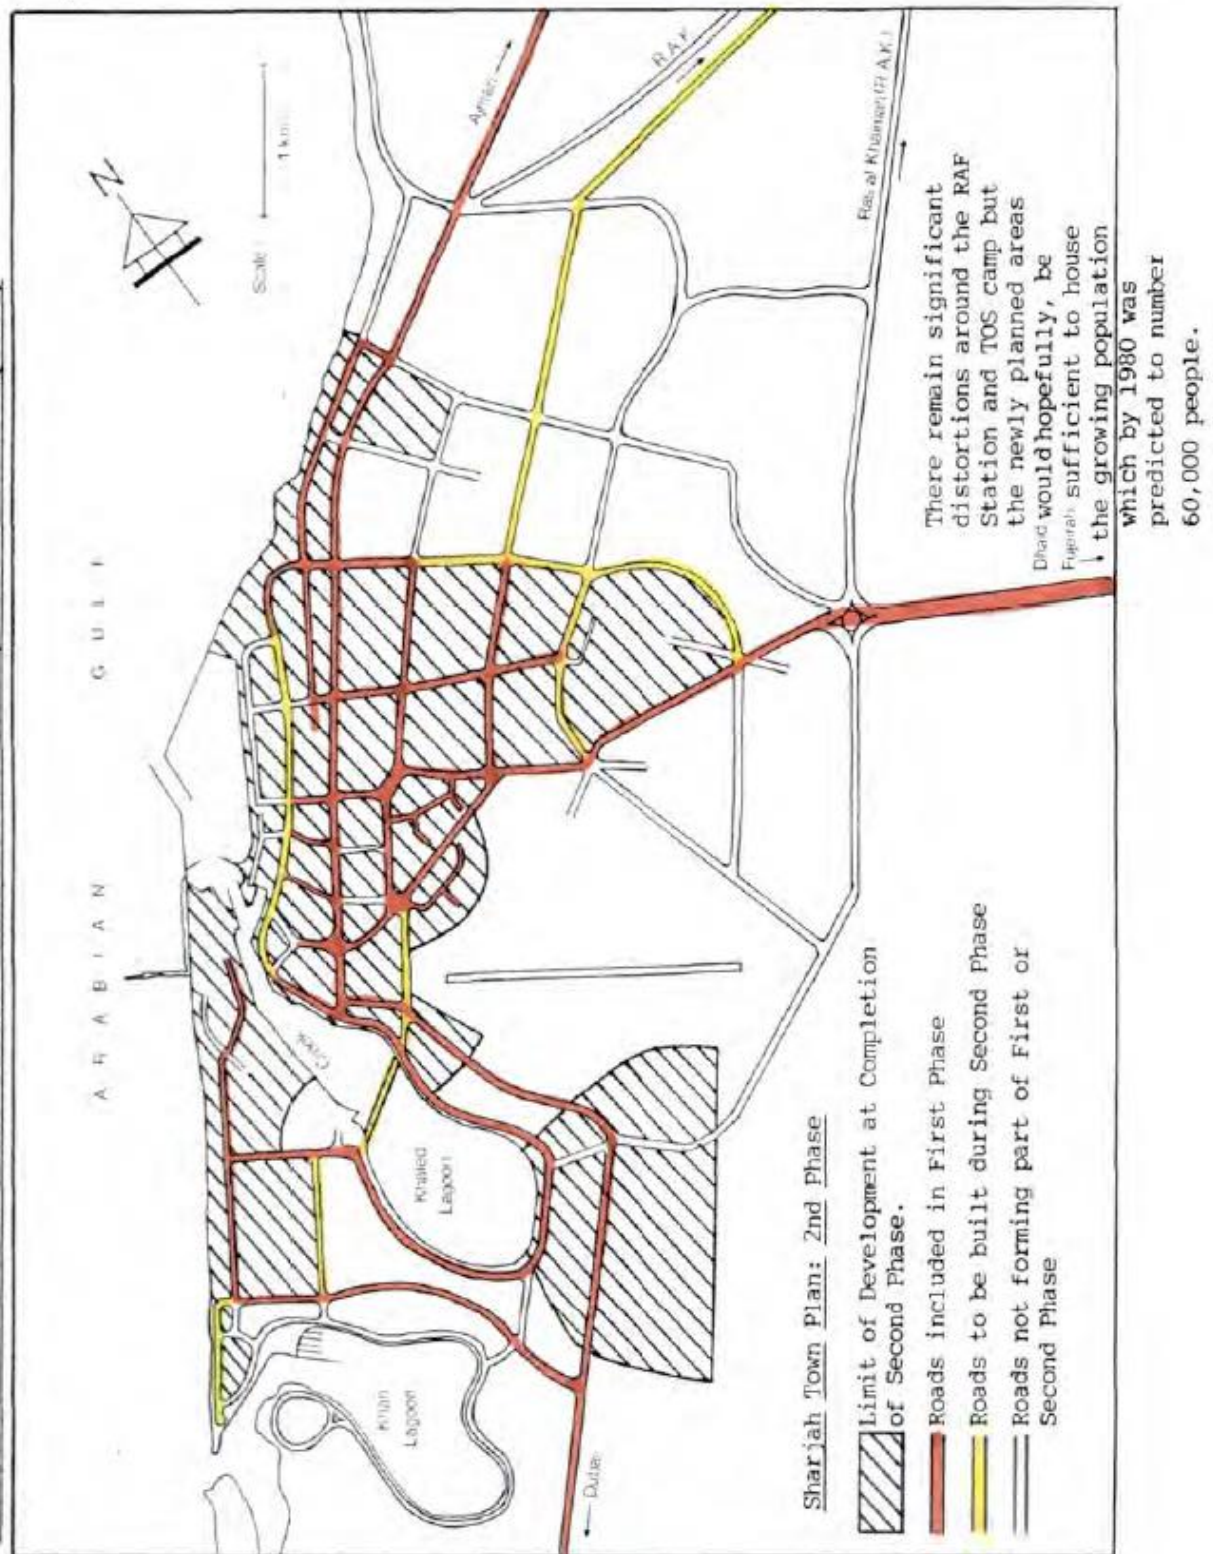 ARABIAN GULF
N
Scale
1 km
Ajman
R.A.K.
Ras al Khaimah (R.A.K.)
Creek
Khaled
Lagoon
Khan
Lagoon
Dubai
Dhaid
Fujeirah
There remain significant
distortions around the RAF
Station and TOS camp but
the newly planned areas
would hopefully, be
sufficient to house
the growing population
which by 1980 was
predicted to number
60,000 people.
Sharjah Town Plan: 2nd Phase
Limit of Development at Completion
of Second Phase.
Roads included in First Phase
Roads to be built during Second Phase
Roads not forming part of First or
Second Phase